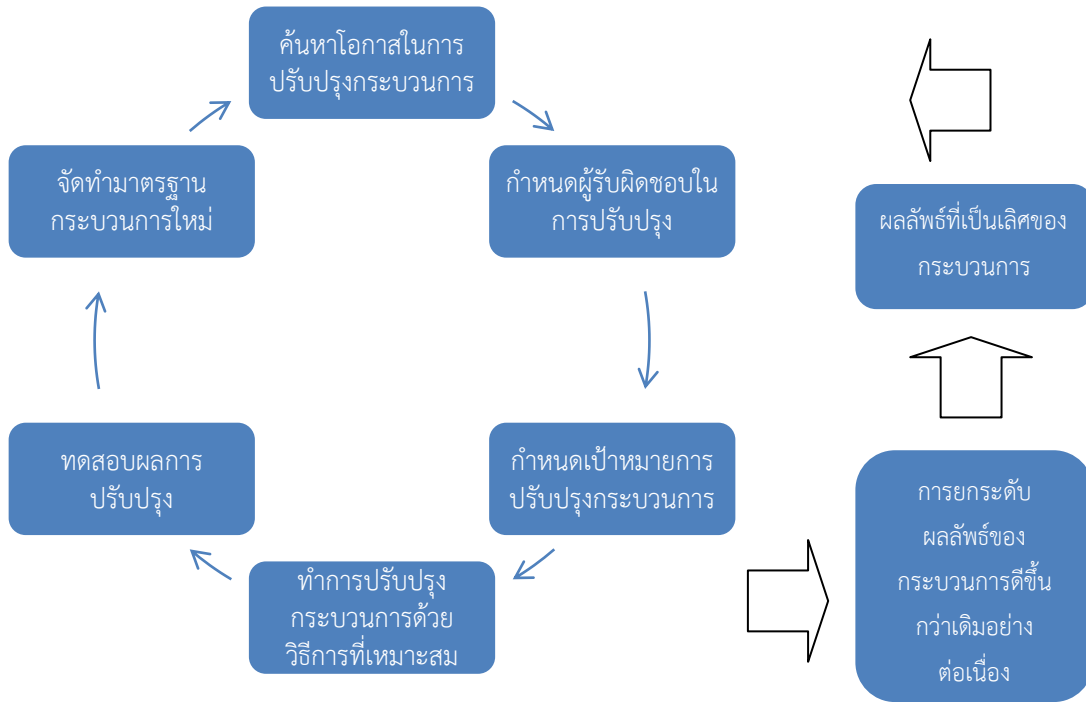 ค้นหาโอกาสในการ
ปรับปรุงกระบวนการ
กำหนดผู้รับผิดชอบใน
การปรับปรุง
กำหนดเป้าหมายการ
ปรับปรุงกระบวนการ
ทำการปรับปรุง
กระบวนการด้วย
วิธีการที่เหมาะสม
ทดสอบผลการ
ปรับปรุง
จัดทำมาตรฐาน
กระบวนการใหม่
การยกระดับ
ผลลัพธ์ของ
กระบวนการดีขึ้น
กว่าเดิมอย่าง
ต่อเนื่อง
ผลลัพธ์ที่เป็นเลิศของ
กระบวนการ